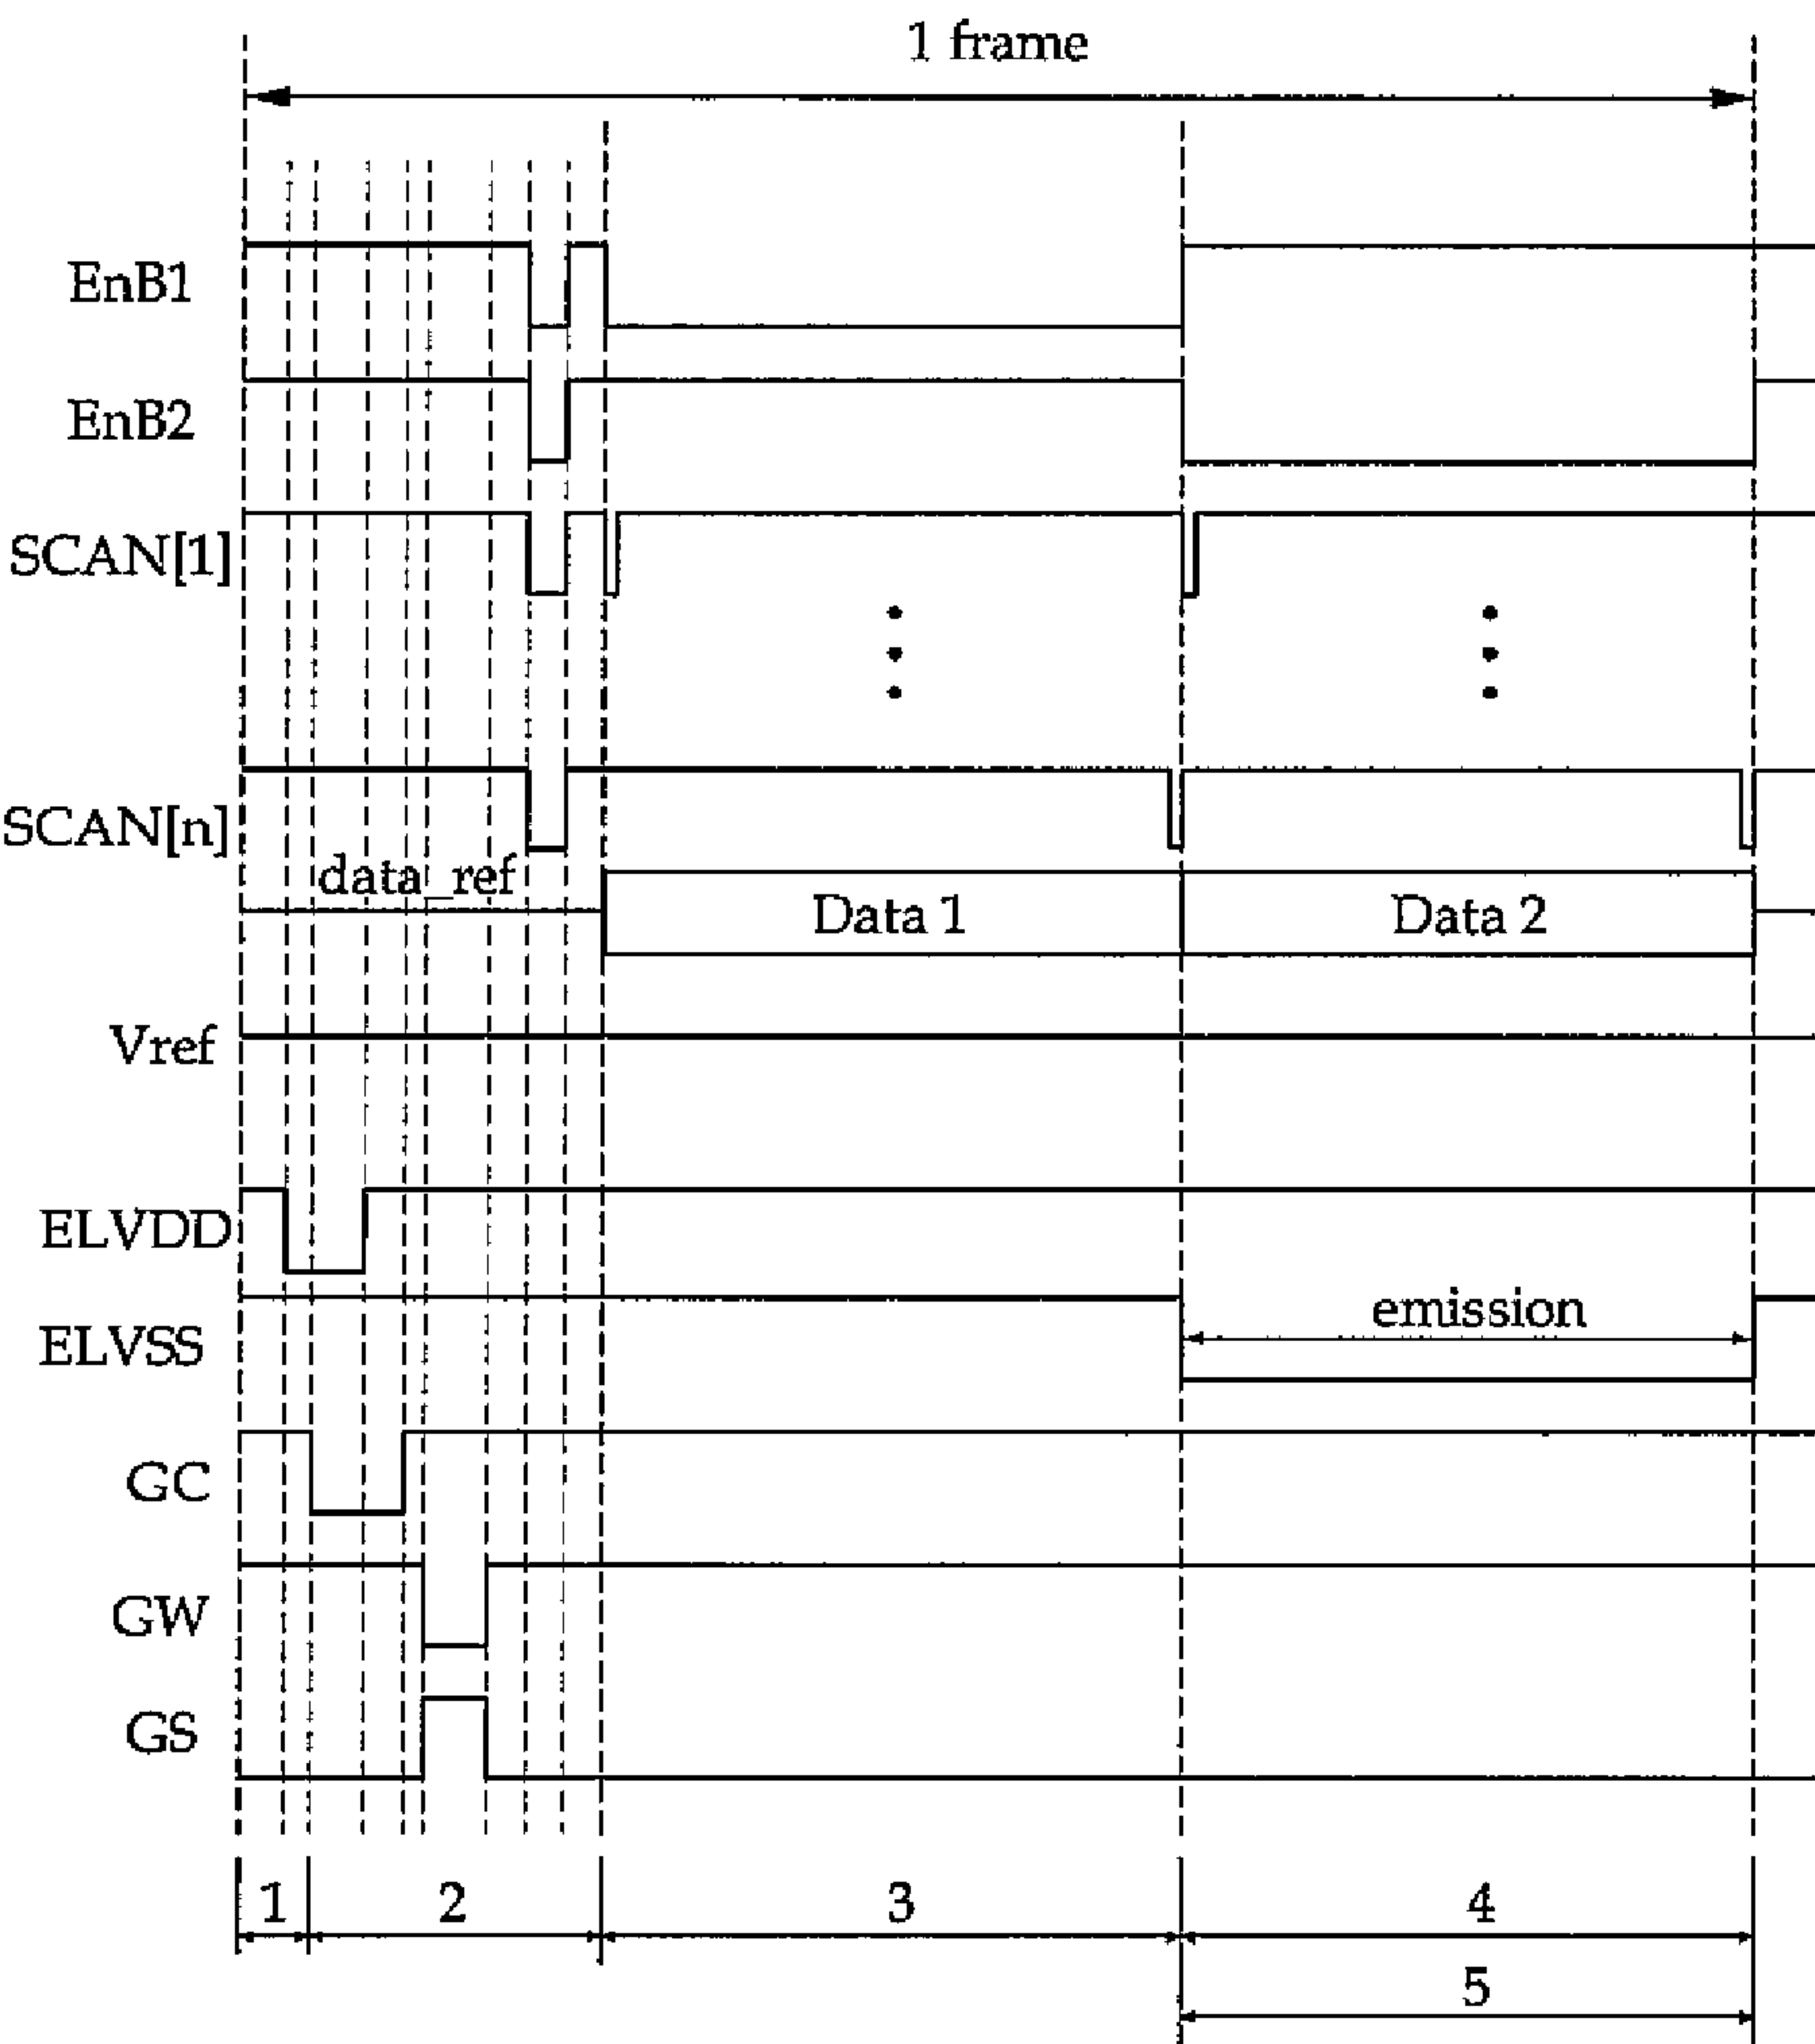 1 frame
EnB1
EnB2
SCAN[1]
SCAN[n]
data_ref
Data 1
Data 2
Vref
ELVDD
ELVSS
emission
GC
GW
GS
1
2
3
4
5